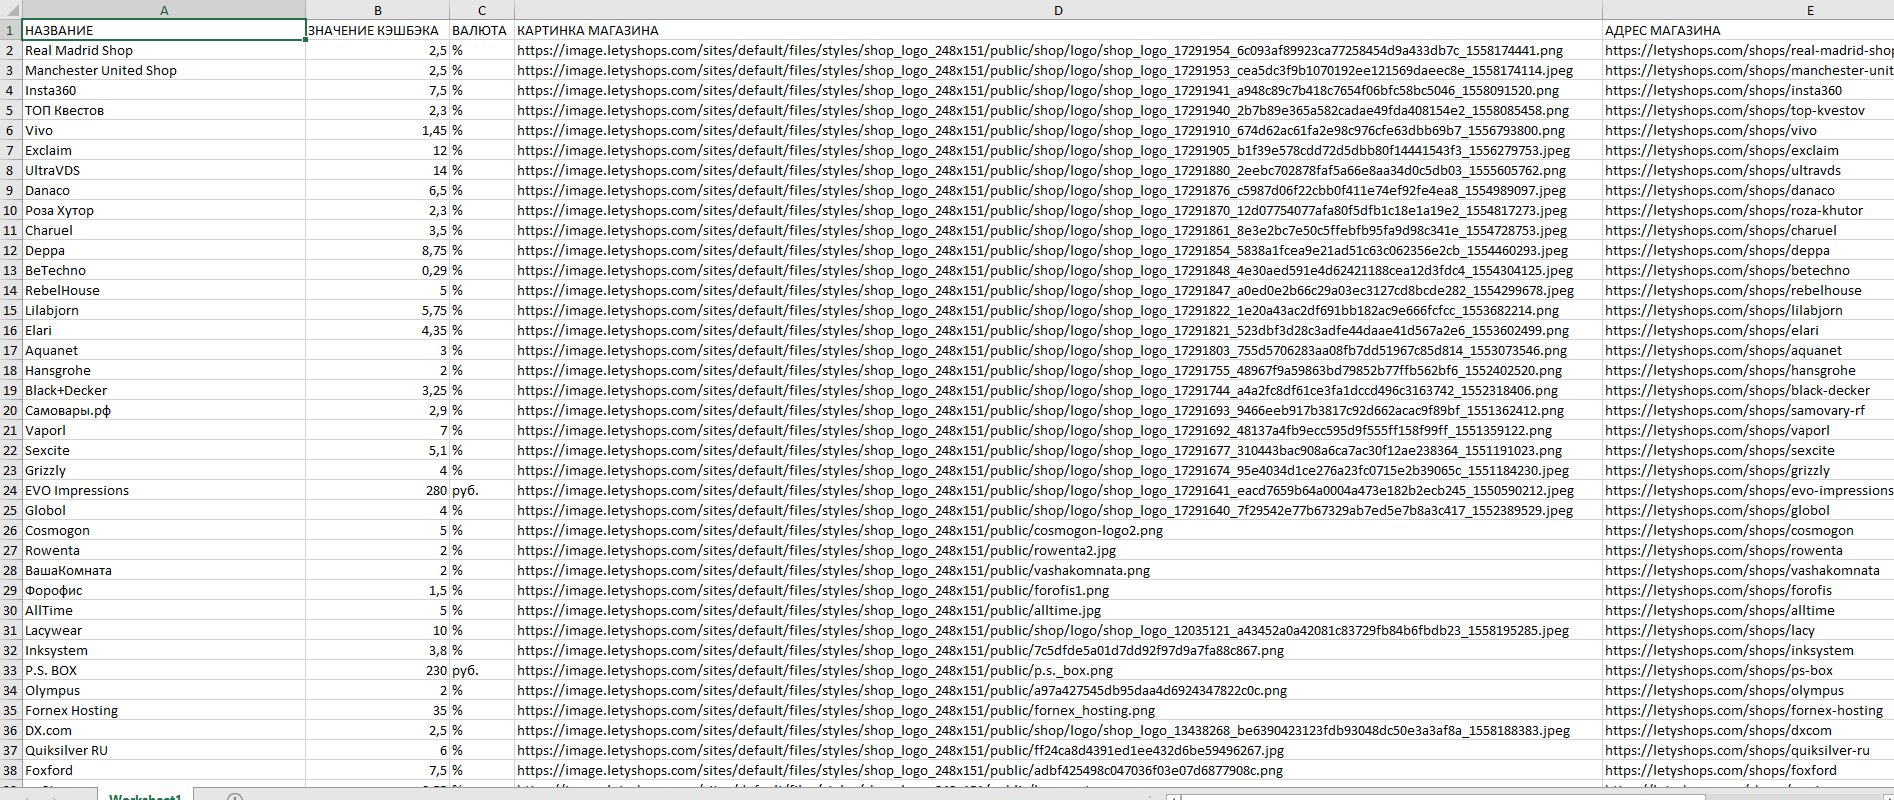 A B C D E
1 НАЗВАНИЕ ЗНАЧЕНИЕ КЭШБЭКА ВАЛЮТА КАРТИНКА МАГАЗИНА АДРЕС МАГАЗИНА
2 Real Madrid Shop 2,5 % https://image.letyshops.com/sites/default/files/styles/shop_logo_248x151/public/shop/logo/shop_logo_17291954_6c093af89923ca77258454d9a433db7c_1558174441.png https://letyshops.com/shops/real-madrid-shop
3 Manchester United Shop 2,5 % https://image.letyshops.com/sites/default/files/styles/shop_logo_248x151/public/shop/logo/shop_logo_17291953_cea5dc3f9b1070192ee121569daeec8e_1558174114.jpeg https://letyshops.com/shops/manchester-unit
4 Insta360 7,5 % https://image.letyshops.com/sites/default/files/styles/shop_logo_248x151/public/shop/logo/shop_logo_17291941_a948c89c7b418c7654f06bfc58bc5046_1558091520.png https://letyshops.com/shops/insta360
5 ТОП Квестов 2,3 % https://image.letyshops.com/sites/default/files/styles/shop_logo_248x151/public/shop/logo/shop_logo_17291940_2b7b89e365a582cadae49fda408154e2_1558085458.png https://letyshops.com/shops/top-kvestov
6 Vivo 1,45 % https://image.letyshops.com/sites/default/files/styles/shop_logo_248x151/public/shop/logo/shop_logo_17291910_674d62ac61fa2e98c976cfe63dbb69b7_1556793800.png https://letyshops.com/shops/vivo
7 Exclaim 12 % https://image.letyshops.com/sites/default/files/styles/shop_logo_248x151/public/shop/logo/shop_logo_17291905_b1f39e578cdd72d5dbb80f14441543f3_1556279753.jpeg https://letyshops.com/shops/exclaim
8 UltraVDS 14 % https://image.letyshops.com/sites/default/files/styles/shop_logo_248x151/public/shop/logo/shop_logo_17291880_2eebc702878faf5a66e8aa34d0c5db03_1555605762.png https://letyshops.com/shops/ultravds
9 Danaco 6,5 % https://image.letyshops.com/sites/default/files/styles/shop_logo_248x151/public/shop/logo/shop_logo_17291876_c5987d06f22cbb0f411e74ef92fe4ea8_1554989097.jpeg https://letyshops.com/shops/danaco
10 Роза Хутор 2,3 % https://image.letyshops.com/sites/default/files/styles/shop_logo_248x151/public/shop/logo/shop_logo_17291870_12d07754077afa80f5dfb1c18e1a19e2_1554817273.jpeg https://letyshops.com/shops/roza-khutor
11 Charuel 3,5 % https://image.letyshops.com/sites/default/files/styles/shop_logo_248x151/public/shop/logo/shop_logo_17291861_8e3e2bc7e50c5ffebfb95fa9d98c341e_1554728753.jpeg https://letyshops.com/shops/charuel
12 Deppa 8,75 % https://image.letyshops.com/sites/default/files/styles/shop_logo_248x151/public/shop/logo/shop_logo_17291854_5838a1fcea9e21ad51c63c062356e2cb_1554460293.jpeg https://letyshops.com/shops/deppa
13 BeTechno 0,29 % https://image.letyshops.com/sites/default/files/styles/shop_logo_248x151/public/shop/logo/shop_logo_17291848_4e30aed591e4d62421188cea12d3fdc4_1554304125.jpeg https://letyshops.com/shops/betechno
14 RebelHouse 5 % https://image.letyshops.com/sites/default/files/styles/shop_logo_248x151/public/shop/logo/shop_logo_17291847_a0ed0e2b66c29a03ec3127cd8bcde282_1554299678.jpeg https://letyshops.com/shops/rebelhouse
15 Lilabjorn 5,75 % https://image.letyshops.com/sites/default/files/styles/shop_logo_248x151/public/shop/logo/shop_logo_17291822_1e20a43ac2df691bb182ac9e666fcfcc_1553682214.png https://letyshops.com/shops/lilabjorn
16 Elari 4,35 % https://image.letyshops.com/sites/default/files/styles/shop_logo_248x151/public/shop/logo/shop_logo_17291821_523dbf3d28c3adfe44daae41d567a2e6_1553602499.png https://letyshops.com/shops/elari
17 Aquanet 3 % https://image.letyshops.com/sites/default/files/styles/shop_logo_248x151/public/shop/logo/shop_logo_17291803_755d5706283aa08fb7dd51967c85d814_1553073546.png https://letyshops.com/shops/aquanet
18 Hansgrohe 2 % https://image.letyshops.com/sites/default/files/styles/shop_logo_248x151/public/shop/logo/shop_logo_17291755_48967f9a59863bd79852b77ffb562bf6_1552402520.png https://letyshops.com/shops/hansgrohe
19 Black+Decker 3,25 % https://image.letyshops.com/sites/default/files/styles/shop_logo_248x151/public/shop/logo/shop_logo_17291744_a4a2fc8df61ce3fa1dccd496c3163742_1552318406.png https://letyshops.com/shops/black-decker
20 Самовары.рф 2,9 % https://image.letyshops.com/sites/default/files/styles/shop_logo_248x151/public/shop/logo/shop_logo_17291693_9466eeb917b3817c92d662acac9f89bf_1551362412.png https://letyshops.com/shops/samovary-rf
21 Vaporl 7 % https://image.letyshops.com/sites/default/files/styles/shop_logo_248x151/public/shop/logo/shop_logo_17291692_48137a4fb9ecc595d9f555ff158f99ff_1551359122.png https://letyshops.com/shops/vaporl
22 Sexcite 5,1 % https://image.letyshops.com/sites/default/files/styles/shop_logo_248x151/public/shop/logo/shop_logo_17291677_310443bac908a6ca7ac30f12ae238364_1551191023.png https://letyshops.com/shops/sexcite
23 Grizzly 4 % https://image.letyshops.com/sites/default/files/styles/shop_logo_248x151/public/shop/logo/shop_logo_17291674_95e4034d1ce276a23fc0715e2b39065c_1551184230.jpeg https://letyshops.com/shops/grizzly
24 EVO Impressions 280 руб. https://image.letyshops.com/sites/default/files/styles/shop_logo_248x151/public/shop/logo/shop_logo_17291641_eacd7659b64a0004a473e182b2ecb245_1550590212.jpeg https://letyshops.com/shops/evo-impressions
25 Globol 4 % https://image.letyshops.com/sites/default/files/styles/shop_logo_248x151/public/shop/logo/shop_logo_17291640_7f29542e77b67329ab7ed5e7b8a3c417_1552389529.jpeg https://letyshops.com/shops/globol
26 Cosmogon 5 % https://image.letyshops.com/sites/default/files/styles/shop_logo_248x151/public/cosmogon-logo2.png https://letyshops.com/shops/cosmogon
27 Rowenta 2 % https://image.letyshops.com/sites/default/files/styles/shop_logo_248x151/public/rowenta2.jpg https://letyshops.com/shops/rowenta
28 ВашаКомната 2 % https://image.letyshops.com/sites/default/files/styles/shop_logo_248x151/public/vashakomnata.png https://letyshops.com/shops/vashakomnata
29 Форофис 1,5 % https://image.letyshops.com/sites/default/files/styles/shop_logo_248x151/public/forofis1.png https://letyshops.com/shops/forofis
30 AllTime 5 % https://image.letyshops.com/sites/default/files/styles/shop_logo_248x151/public/alltime.jpg https://letyshops.com/shops/alltime
31 Lacywear 10 % https://image.letyshops.com/sites/default/files/styles/shop_logo_248x151/public/shop/logo/shop_logo_12035121_a43452a0a42081c83729fb84b6fbdb23_1558195285.jpeg https://letyshops.com/shops/lacy
32 Inksystem 3,8 % https://image.letyshops.com/sites/default/files/styles/shop_logo_248x151/public/7c5dfde5a01d7dd92f97d9a7fa88c867.png https://letyshops.com/shops/inksystem
33 P.S. BOX 230 руб. https://image.letyshops.com/sites/default/files/styles/shop_logo_248x151/public/p.s._box.png https://letyshops.com/shops/ps-box
34 Olympus 2 % https://image.letyshops.com/sites/default/files/styles/shop_logo_248x151/public/a97a427545db95daa4d6924347822c0c.png https://letyshops.com/shops/olympus
35 Fornex Hosting 35 % https://image.letyshops.com/sites/default/files/styles/shop_logo_248x151/public/fornex_hosting.png https://letyshops.com/shops/fornex-hosting
36 DX.com 2,5 % https://image.letyshops.com/sites/default/files/styles/shop_logo_248x151/public/shop/logo/shop_logo_13438268_be6390423123fdb93048dc50e3a3af8a_1558188383.jpeg https://letyshops.com/shops/dxcom
37 Quiksilver RU 6 % https://image.letyshops.com/sites/default/files/styles/shop_logo_248x151/public/ff24ca8d4391ed1ee432d6be59496267.jpg https://letyshops.com/shops/quiksilver-ru
38 Foxford 7,5 % https://image.letyshops.com/sites/default/files/styles/shop_logo_248x151/public/adbf425498c047036f03e07d6877908c.png https://letyshops.com/shops/foxford
Worksheet1